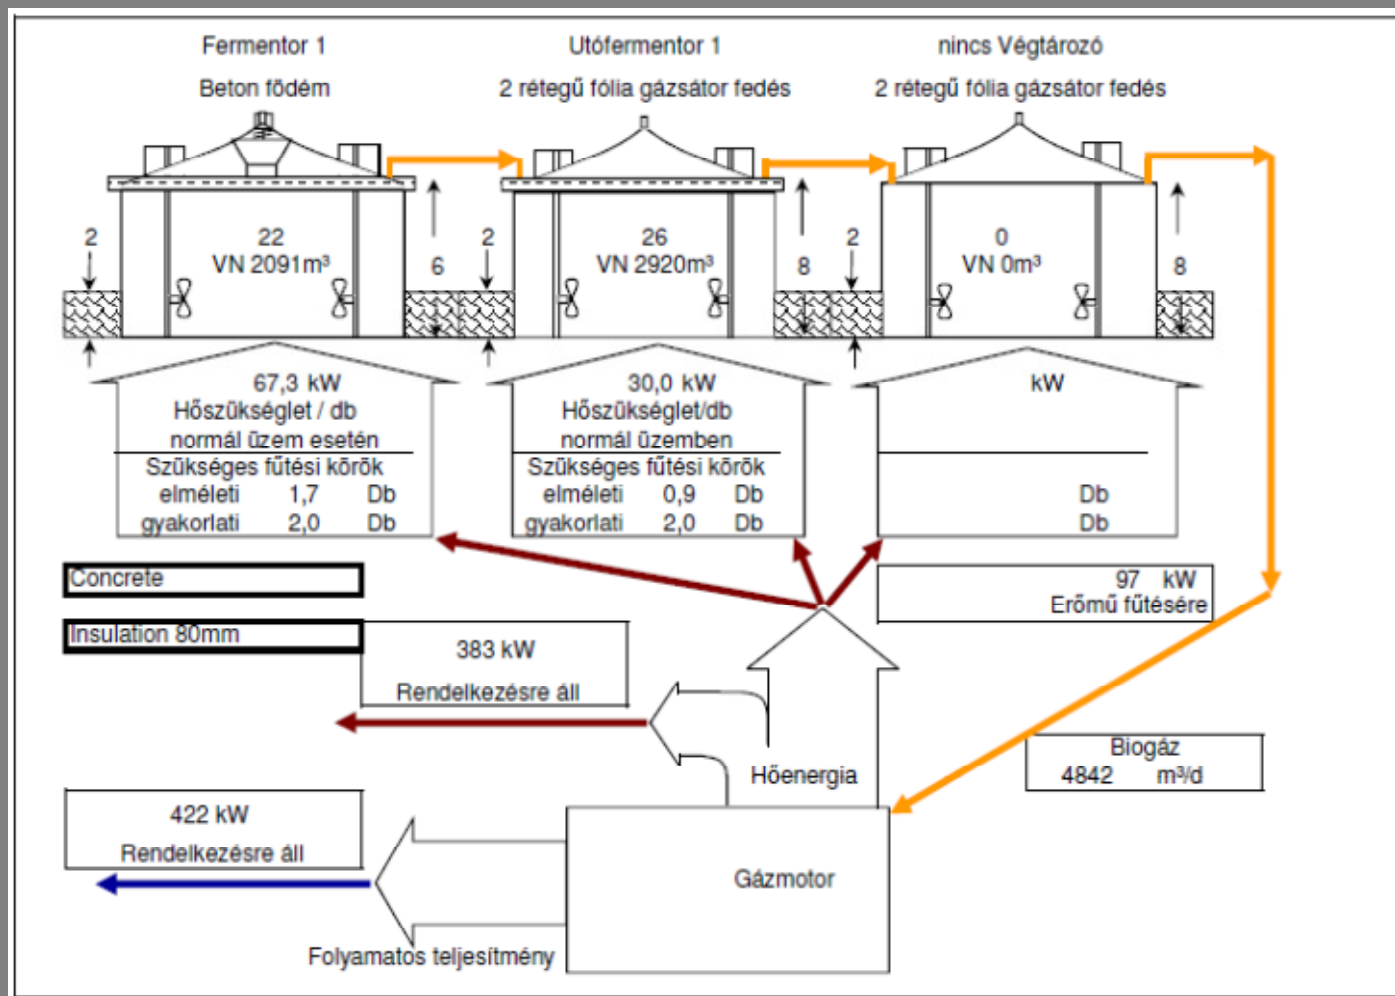 Fermentor 1
Beton födém
Utófermentor 1
2 rétegű fólia gázsátor fedés
nincs Végtározó
2 rétegű fólia gázsátor fedés
2
22
VN 2091m³
6
2
26
VN 2920m³
8
2
0
VN 0m³
8
67,3 kW
Hőszükséglet / db
normál üzem esetén
Szükséges fűtési körök
elméleti 1,7 Db
gyakorlati 2,0 Db
30,0 kW
Hőszükséglet/db
normál üzemben
Szükséges fűtési körök
elméleti 0,9 Db
gyakorlati 2,0 Db
kW
Db
Db
Concrete
Insulation 80mm
97 kW
Erőmű fűtésére
383 kW
Rendelkezésre áll
Hőenergia
Biogáz
4842 m³/d
422 kW
Rendelkezésre áll
Gázmotor
Folyamatos teljesítmény